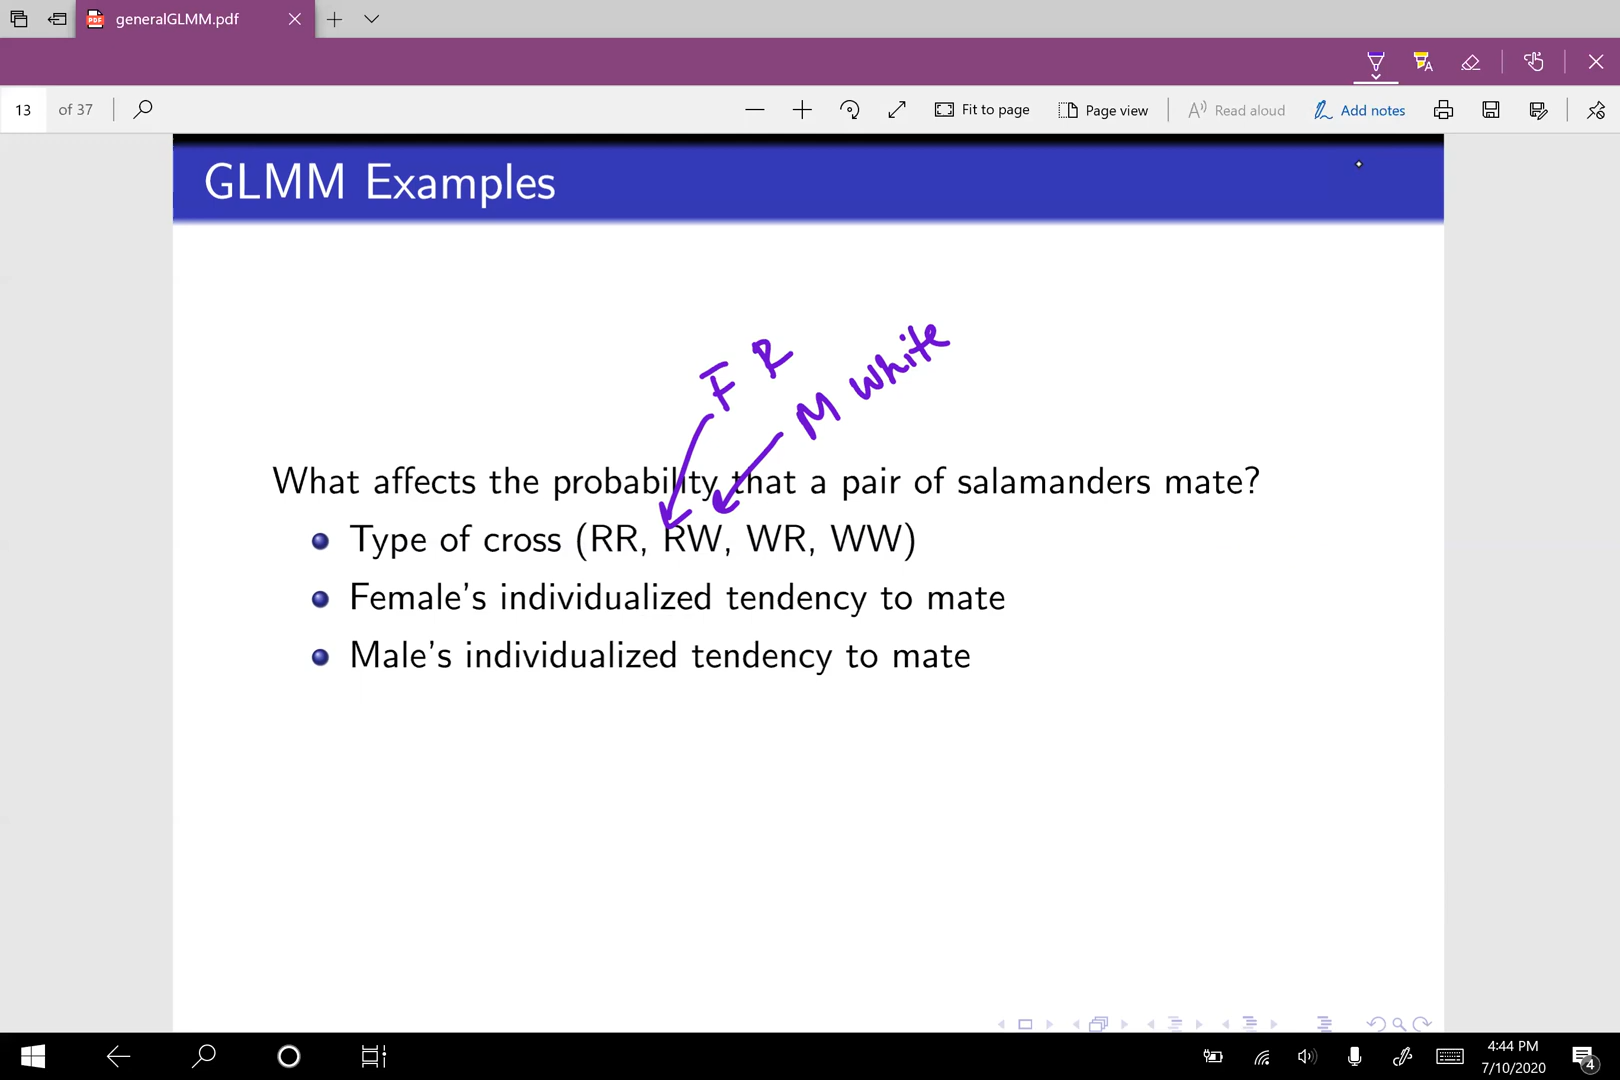 generalGLMM.pdf
13 of 37
Fit to page
Page view
Read aloud
Add notes
GLMM Examples
F R
M white
What affects the probability that a pair of salamanders mate?
Type of cross (RR, RW, WR, WW)
Female's individualized tendency to mate
Male's individualized tendency to mate
4:44 PM
7/10/2020
4